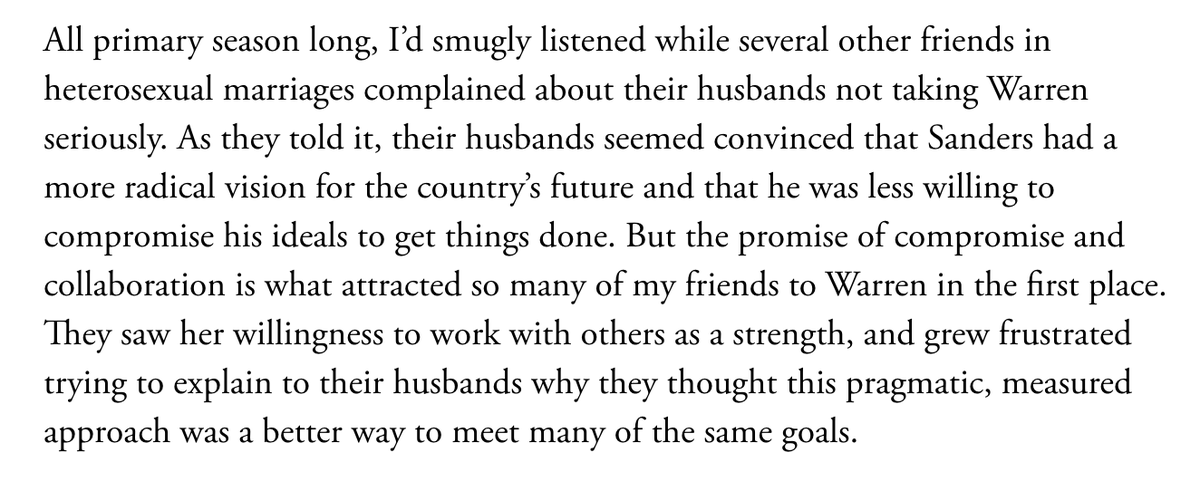 All primary season long, I’d smugly listened while several other friends in
heterosexual marriages complained about their husbands not taking Warren
seriously. As they told it, their husbands seemed convinced that Sanders had a
more radical vision for the country’s future and that he was less willing to
compromise his ideals to get things done. But the promise of compromise and
collaboration is what attracted so many of my friends to Warren in the first place.
They saw her willingness to work with others as a strength, and grew frustrated
trying to explain to their husbands why they thought this pragmatic, measured
approach was a better way to meet many of the same goals.